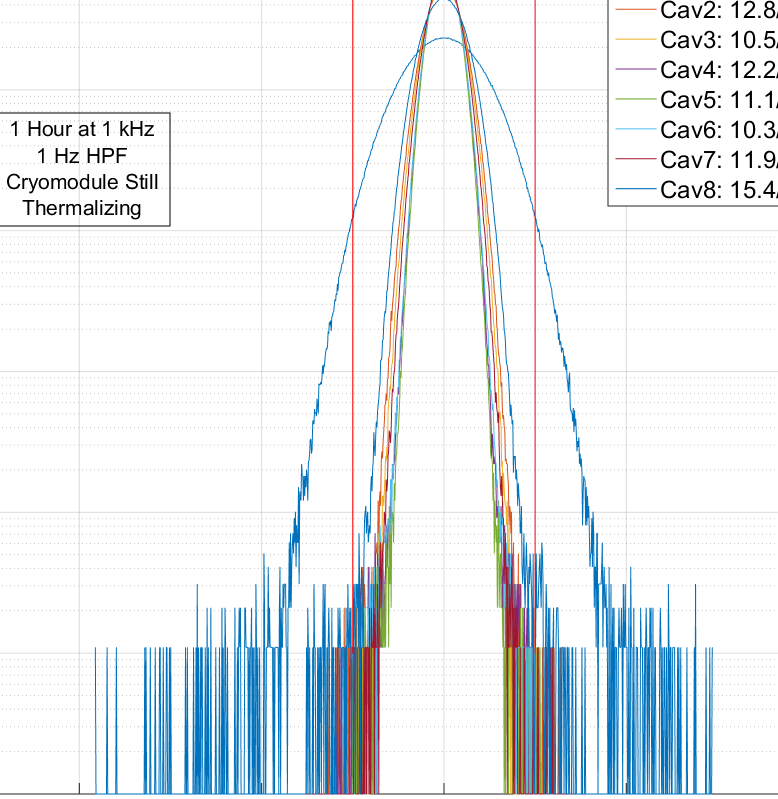 Cav2: 12.8/
Cav3: 10.5/
1 Hour at 1 kHz
1 Hz HPF
Cryomodule Still
Thermalizing
Cav4: 12.2/
Cav5: 11.1/
Cav6: 10.3/
Cav7: 11.9/
Cav8: 15.4/